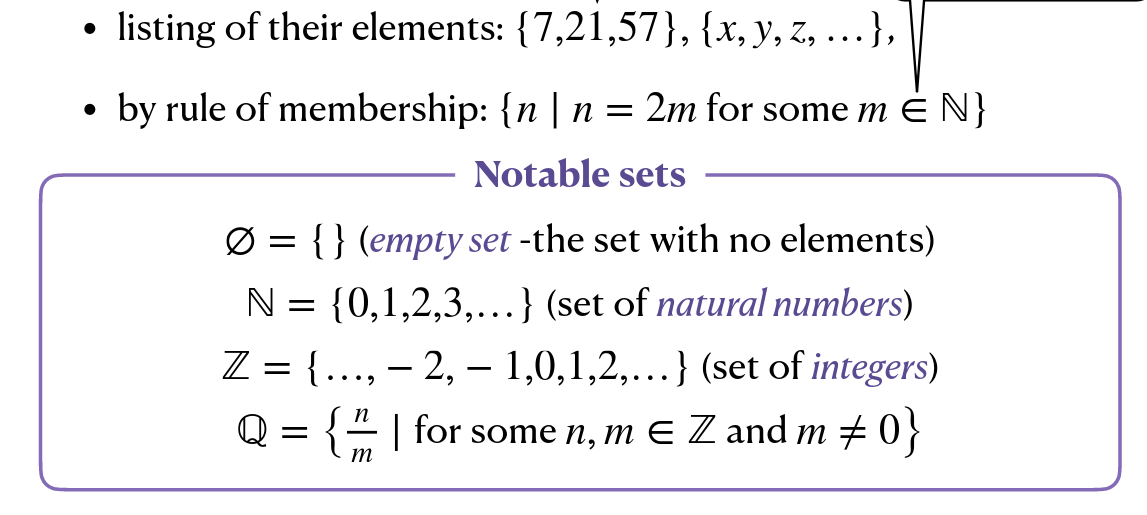 • listing of their elements: {7,21,57}, {x, y, z, …},
• by rule of membership: {n | n = 2m for some m ∈ ℕ}
Notable sets
∅ = { } (empty set -the set with no elements)
ℕ = {0,1,2,3,…} (set of natural numbers)
ℤ = {…, − 2, − 1,0,1,2,…} (set of integers)
ℚ = {n/m | for some n, m ∈ ℤ and m ≠ 0}